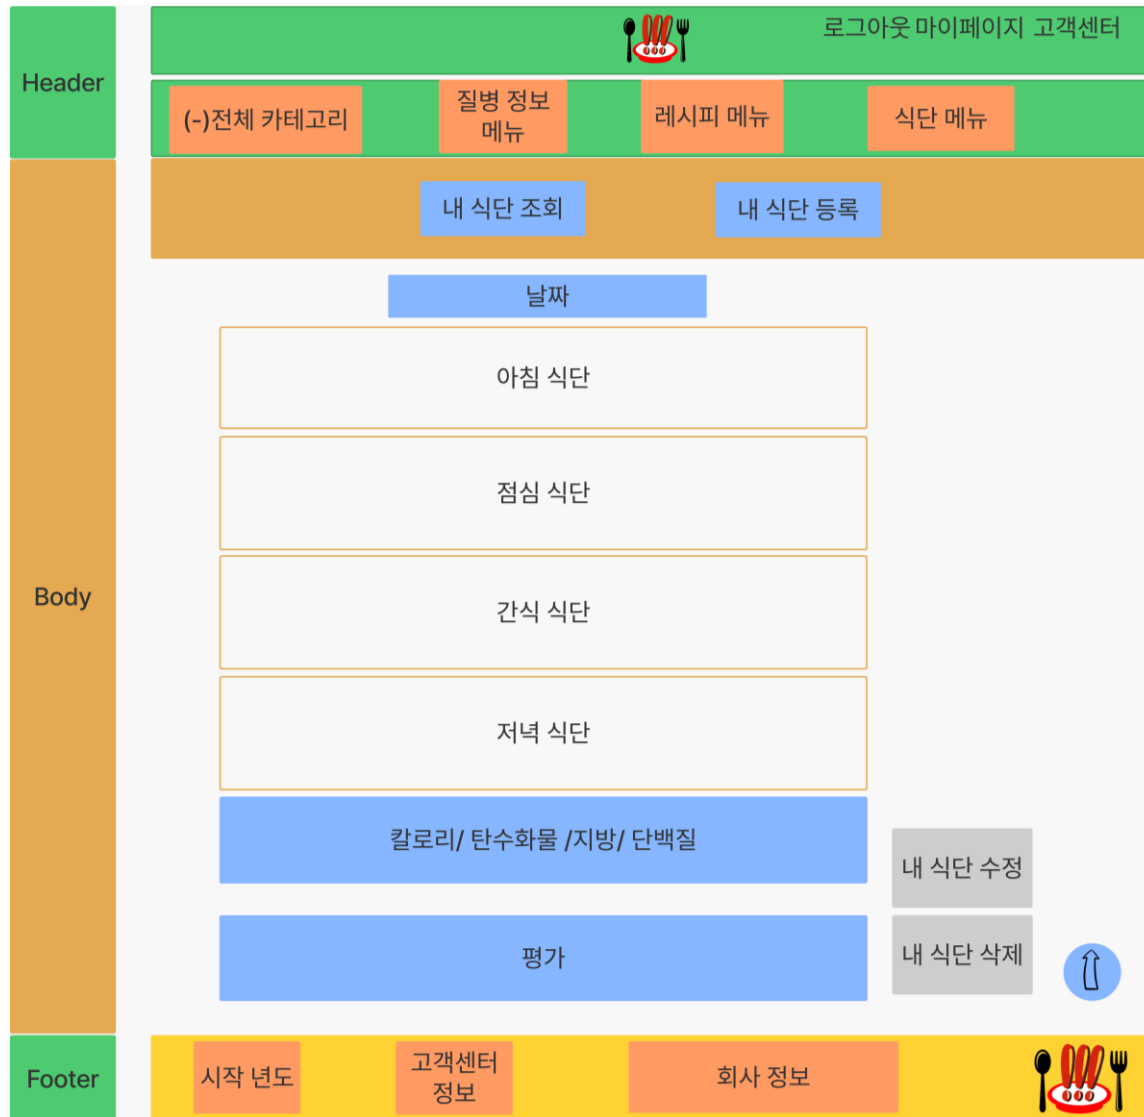 Header
로그아웃 마이페이지 고객센터
(-)전체 카테고리
질병 정보
메뉴
레시피 메뉴
식단 메뉴
내 식단 조회
내 식단 등록
날짜
아침 식단
점심 식단
Body
간식 식단
저녁 식단
칼로리/ 탄수화물 /지방/ 단백질
내 식단 수정
평가
내 식단 삭제
Footer
시작 년도
고객센터
정보
회사 정보